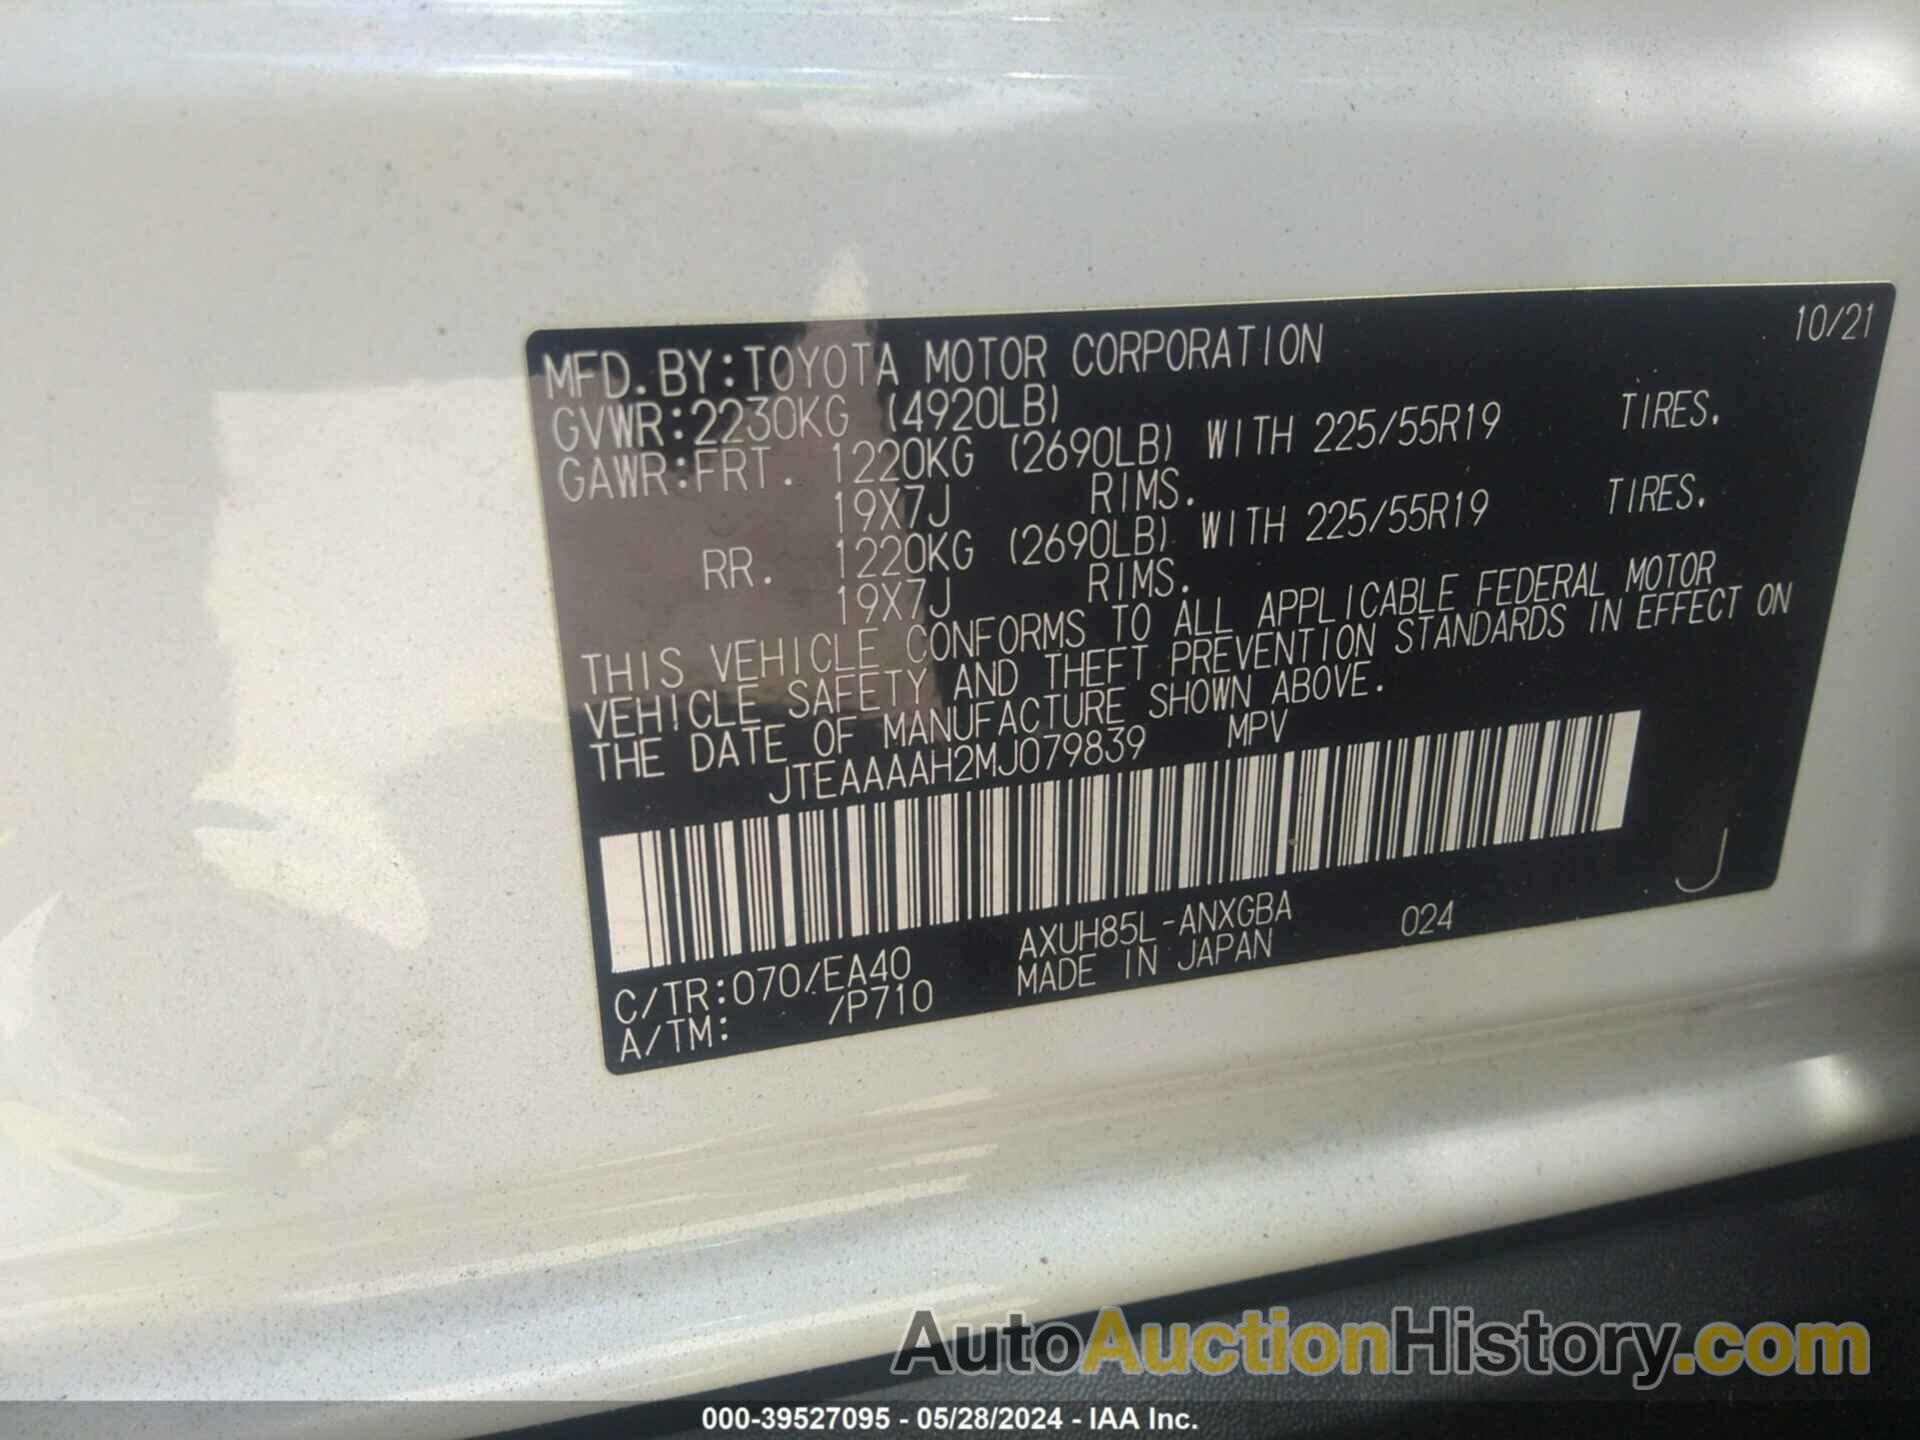 10/21
MFD.BY:TOYOTA MOTOR CORPORATION
GVWR:2230KG (4920LB)
GAWR:FRT. 1220KG (2690LB) WITH 225/55R19 TIRES.
19X7J RIMS.
RR. 1220KG (2690LB) WITH 225/55R19 TIRES.
19X7J RIMS.
THIS VEHICLE CONFORMS TO ALL APPLICABLE FEDERAL MOTOR
VEHICLE SAFETY AND THEFT PREVENTION STANDARDS IN EFFECT ON
THE DATE OF MANUFACTURE SHOWN ABOVE.
JTEAAAAH2MJ079839 MPV
J
C/TR:070/EA40 AXUH85L-ANXGBA 024
A/TM: /P710 MADE IN JAPAN
AutoAuctionHistory.com
000-39527095 - 05/28/2024 - IAA Inc.